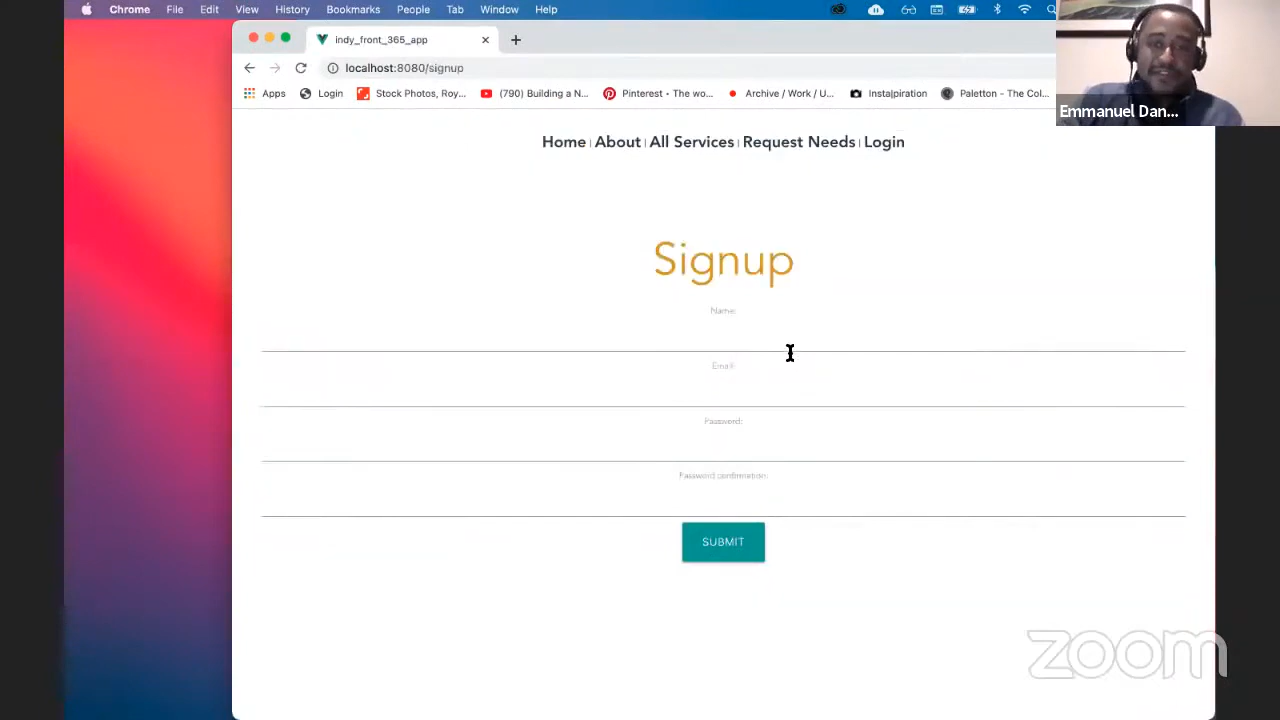 Chrome File Edit View History Bookmarks People Tab Window Help
indy_front_365_app
localhost:8080/signup
Apps Login Stock Photos, Roy... (790) Building a N... Pinterest • The wo... Archive / Work / U... Insta|piration Paletton - The Col...
Emmanuel Dan...
Home | About | All Services | Request Needs | Login
Signup
Name:
Email:
Password:
Password confirmation:
SUBMIT
zoom